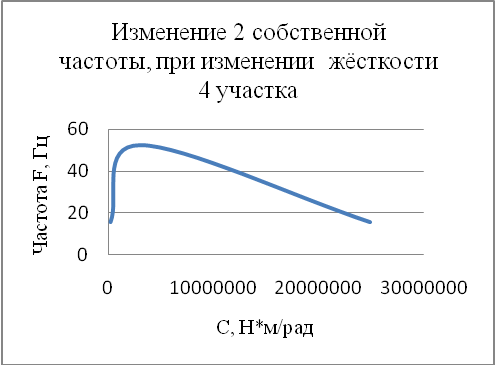 Изменение 2 собственной
частоты, при изменении жёсткости
4 участка
Частота F, Гц
60
40
20
0
0 10000000 20000000 30000000
С, Н*м/рад